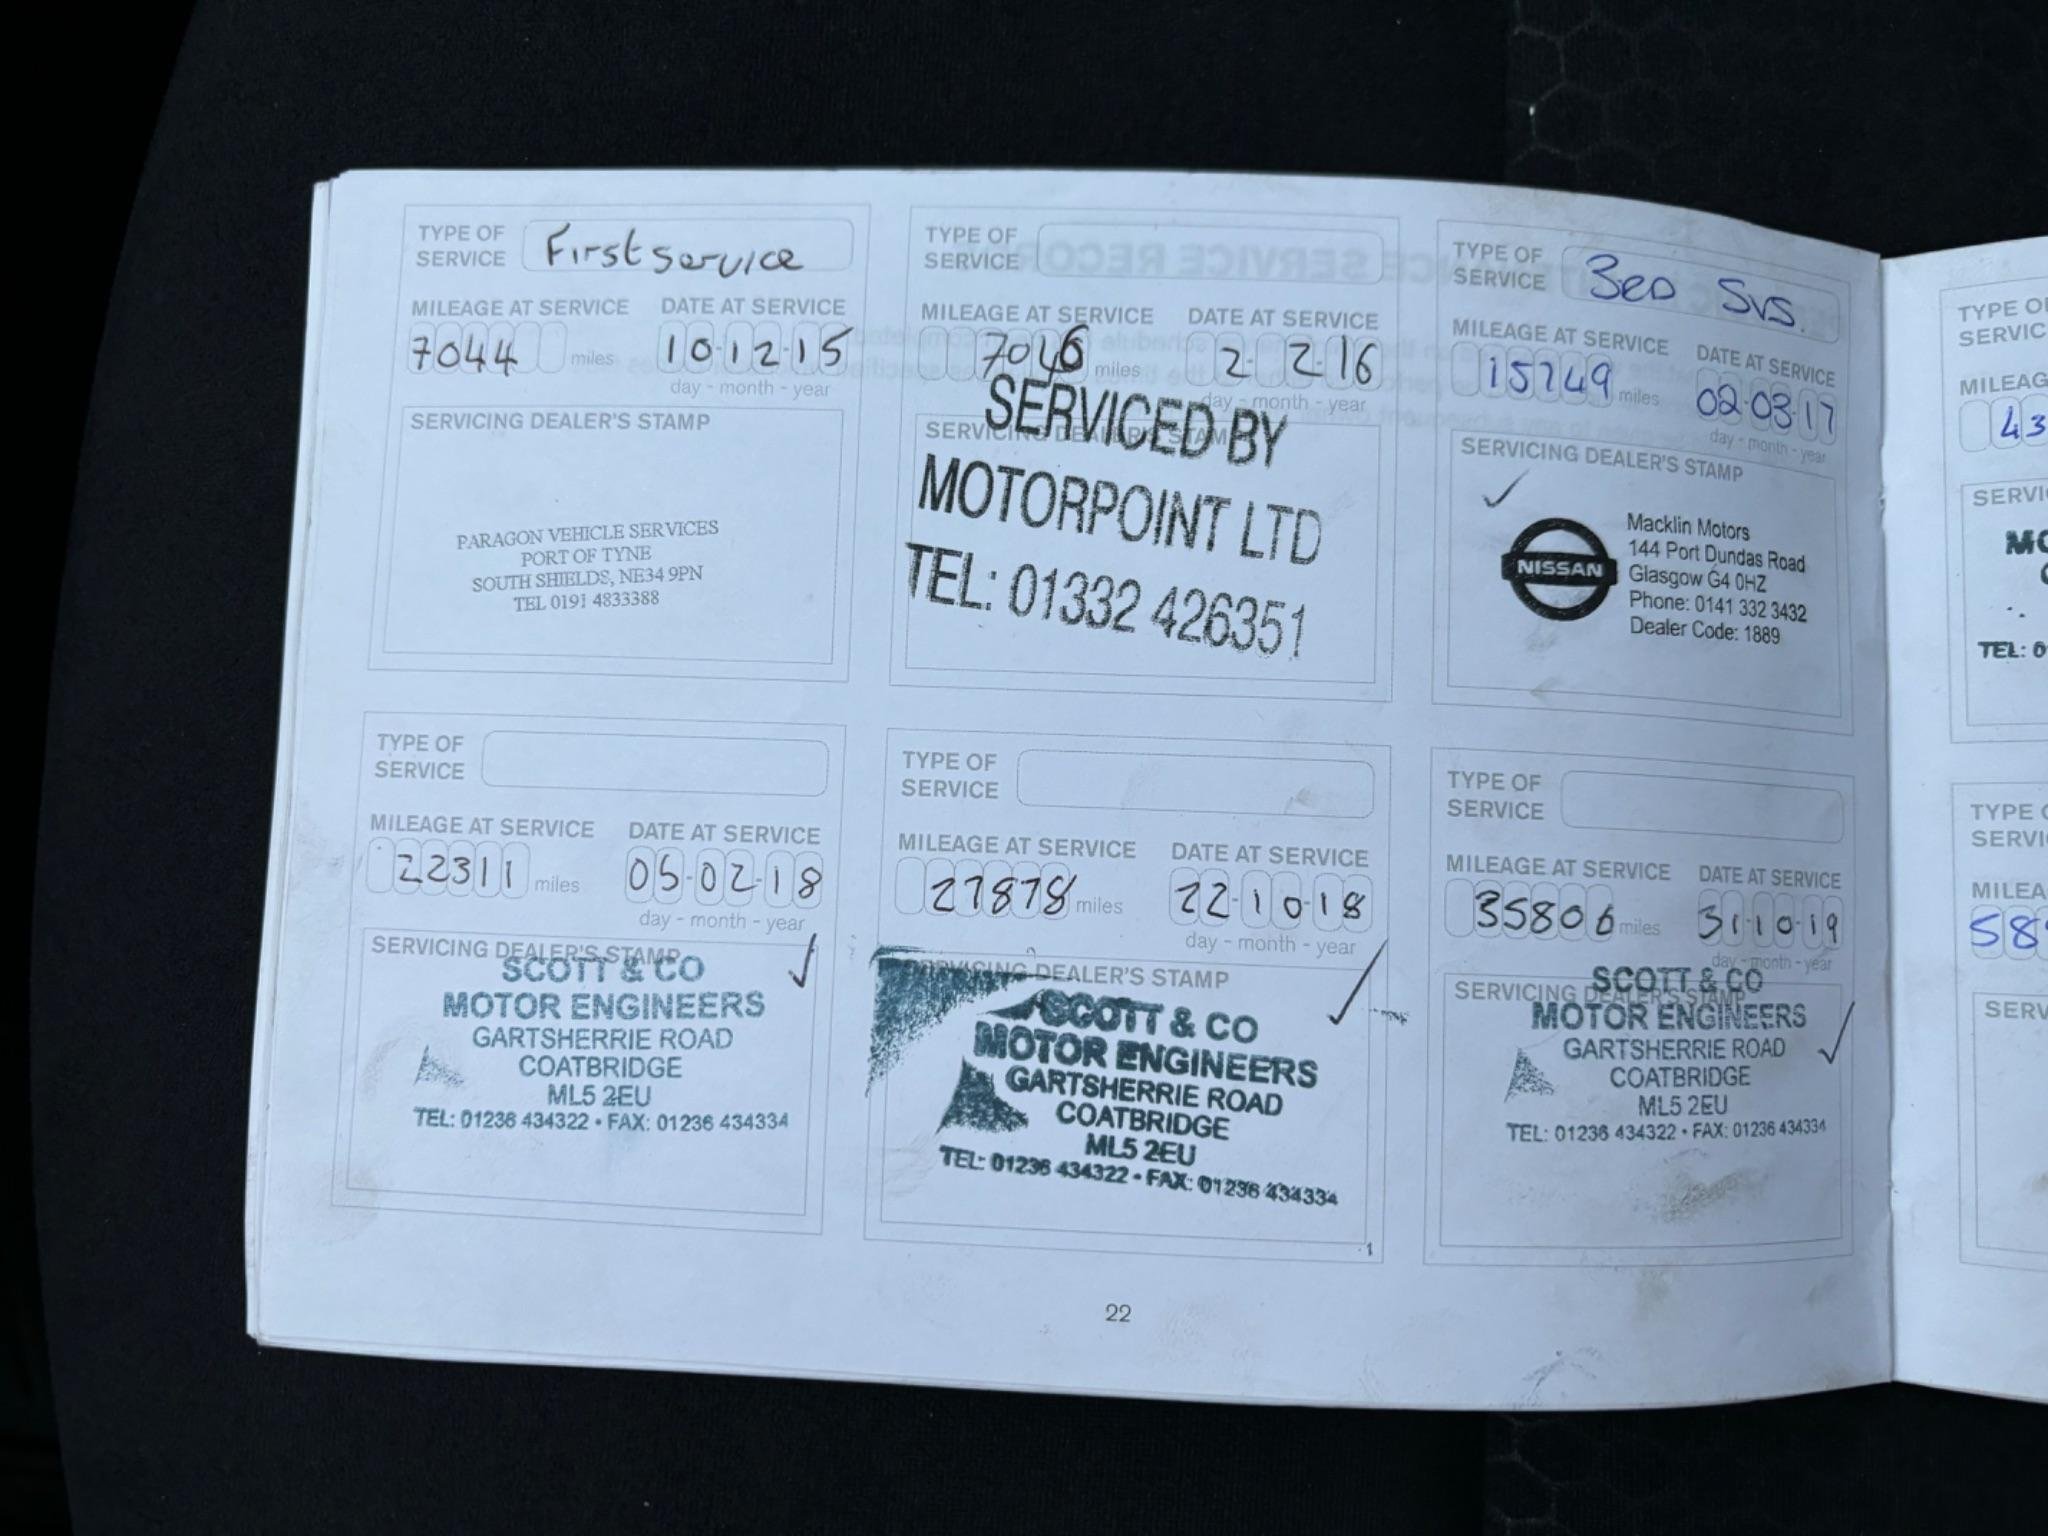 TYPE OF
SERVICE
First service
MILEAGE AT SERVICE
DATE AT SERVICE
7044 miles
10-12-15
day - month - year
SERVICING DEALER'S STAMP
PARAGON VEHICLE SERVICES
PORT OF TYNE
SOUTH SHIELDS, NE34 9PN
TEL 0191 4833388
TYPE OF
SERVICE
MILEAGE AT SERVICE
DATE AT SERVICE
7046 miles
2-2-16
day - month - year
SERVICING DEALER'S STAMP
SERVICED BY
MOTORPOINT LTD
TEL: 01332 426351
TYPE OF
SERVICE
3RD SVS.
MILEAGE AT SERVICE
DATE AT SERVICE
miles
02-03-17
day - month - year
SERVICING DEALER'S STAMP
NISSAN
Macklin Motors
144 Port Dundas Road
Glasgow G4 0HZ
Phone: 0141 332 3432
Dealer Code: 1889
TYPE OF
SERVICE
MILEAGE AT SERVICE
DATE AT SERVICE
22311 miles
05-02-18
day - month - year
SERVICING DEALER'S STAMP
SCOTT & CO
MOTOR ENGINEERS
GARTSHERRIE ROAD
COATBRIDGE
ML5 2EU
TEL: 01236 434322 • FAX: 01236 434334
TYPE OF
SERVICE
MILEAGE AT SERVICE
DATE AT SERVICE
27878 miles
22-10-18
day - month - year
SERVICING DEALER'S STAMP
SCOTT & CO
MOTOR ENGINEERS
GARTSHERRIE ROAD
COATBRIDGE
ML5 2EU
TEL: 01236 434322 • FAX: 01236 434334
TYPE OF
SERVICE
MILEAGE AT SERVICE
DATE AT SERVICE
35806 miles
31-10-19
day - month - year
SERVICING DEALER'S STAMP
SCOTT & CO
MOTOR ENGINEERS
GARTSHERRIE ROAD
COATBRIDGE
ML5 2EU
TEL: 01236 434322 • FAX: 01236 434334
22
TYPE
TEL:
TYPE